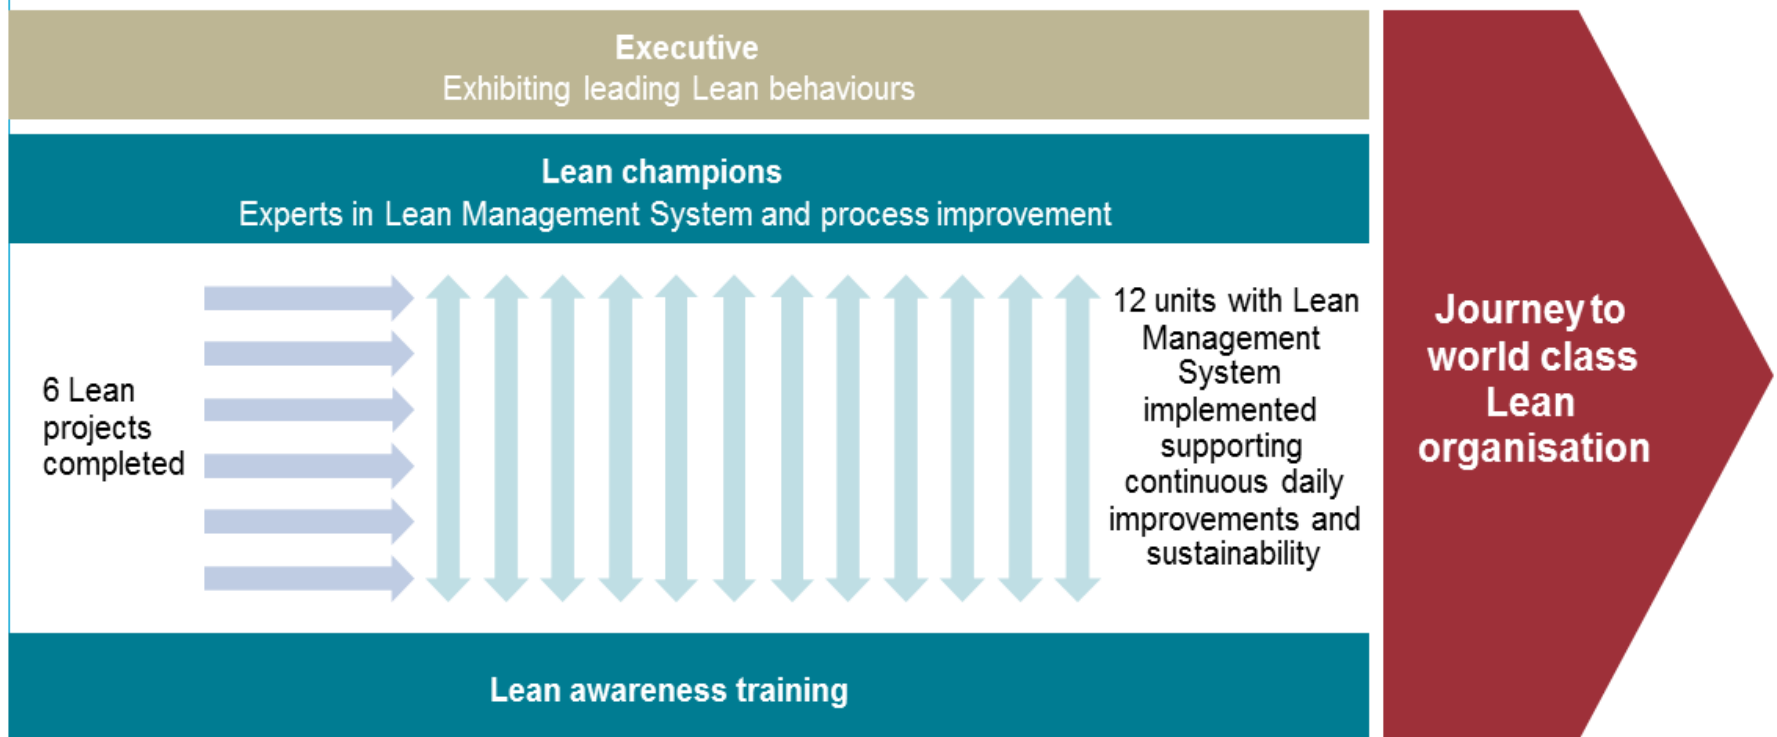 Executive
Exhibiting leading Lean behaviours
Lean champions
Experts in Lean Management System and process improvement
6 Lean
projects
completed
12 units with Lean
Management
System
implemented
supporting
continuous daily
improvements and
sustainability
Journey to
world class
Lean
organisation
Lean awareness training